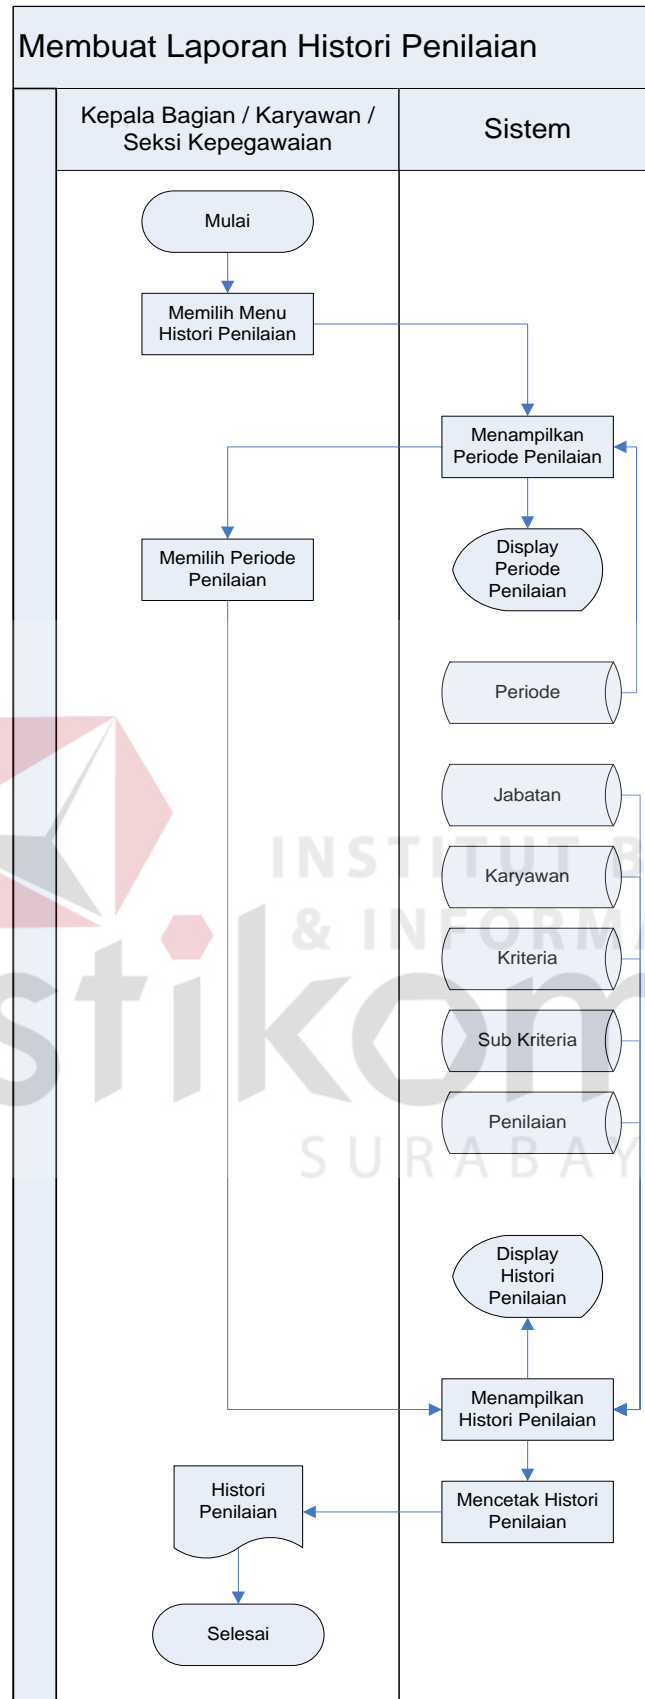 Membuat Laporan Histori Penilaian
Kepala Bagian / Karyawan /
Seksi Kepegawaian
Sistem
Mulai
Memilih Menu
Histori Penilaian
Menampilkan
Periode Penilaian
Memilih Periode
Penilaian
Display
Periode
Penilaian
Periode
Jabatan
Karyawan
Kriteria
Sub Kriteria
Penilaian
Display
Histori
Penilaian
Menampilkan
Histori Penilaian
Histori
Penilaian
Mencetak Histori
Penilaian
Selesai
INSTITUT B
& INFORMA
stikom
SURABAY